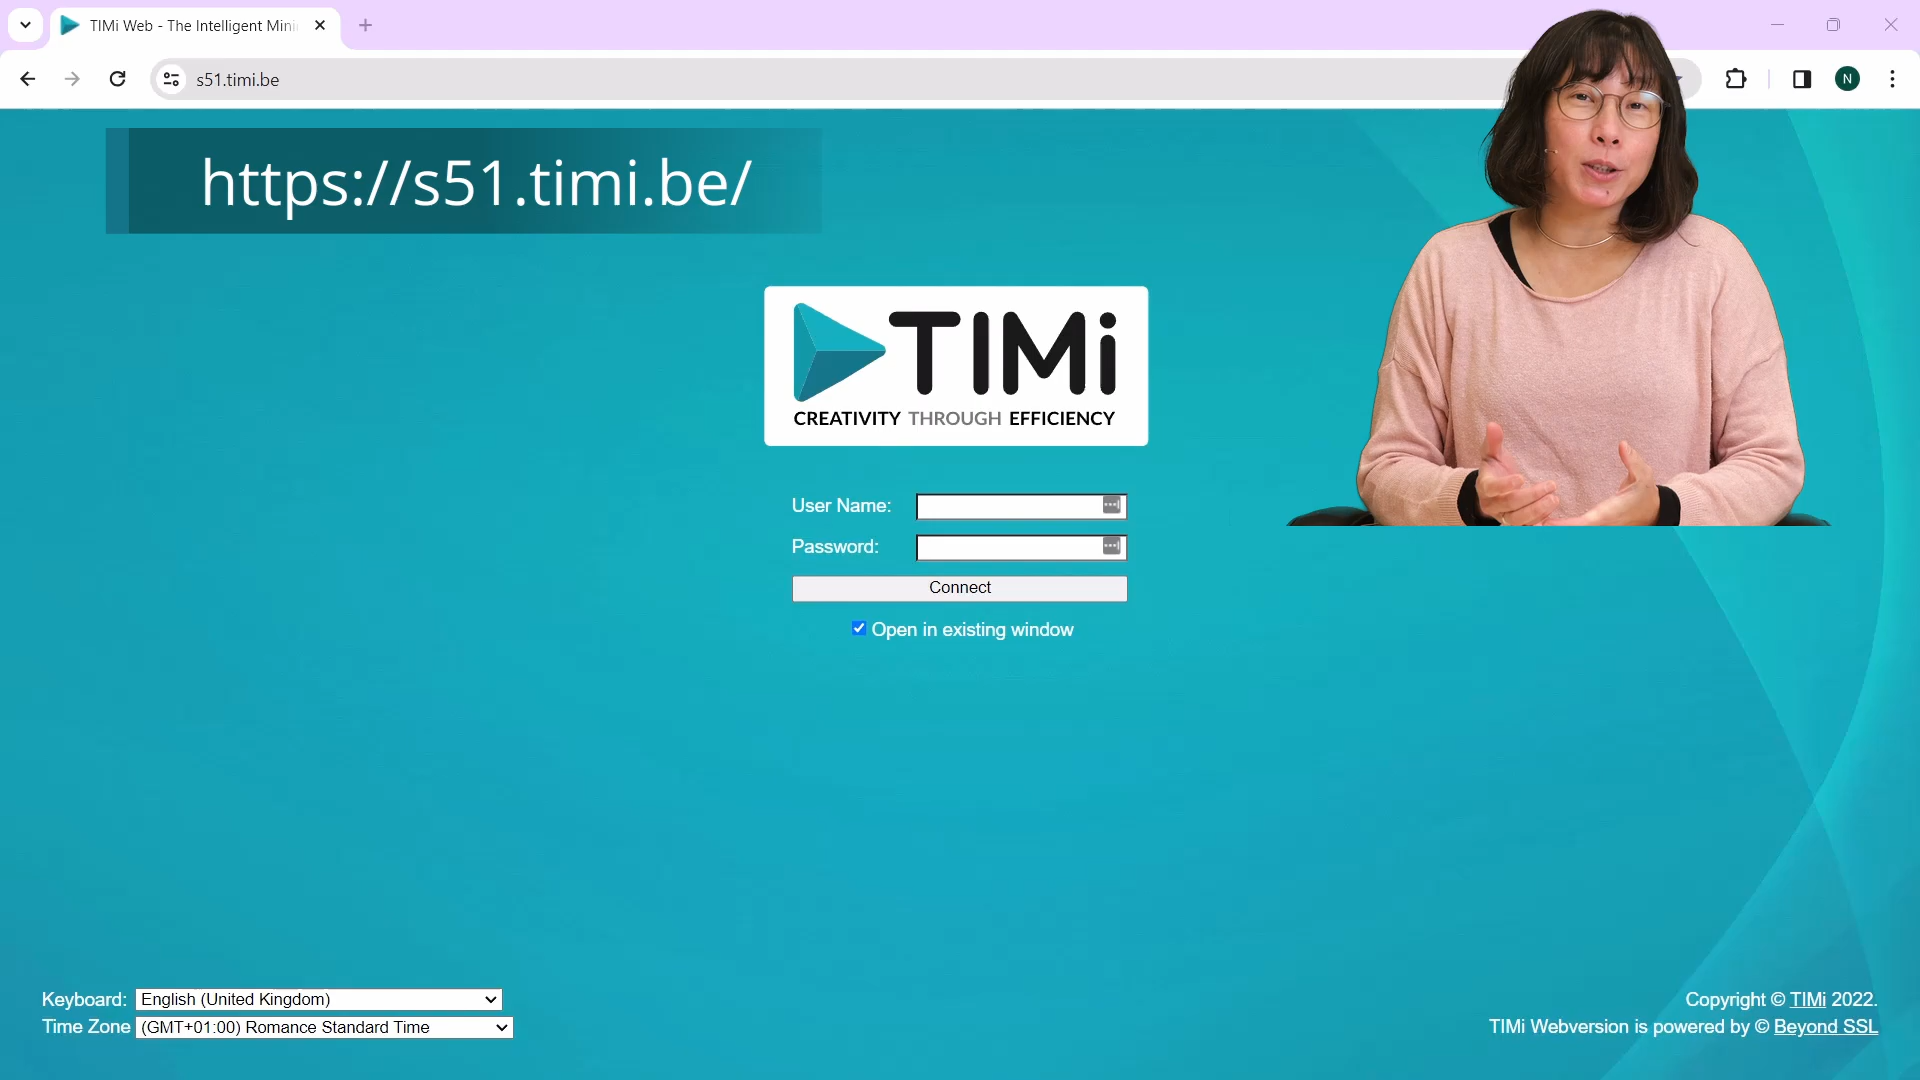 TIMi Web - The Intelligent Mini
s51.timi.be
N
https://s51.timi.be/
TIMi
CREATIVITY THROUGH EFFICIENCY
User Name:
Password:
Connect
Open in existing window
Keyboard: English (United Kingdom)
Time Zone (GMT+01:00) Romance Standard Time
Copyright © TIMi 2022.
TIMi Webversion is powered by © Beyond SSL